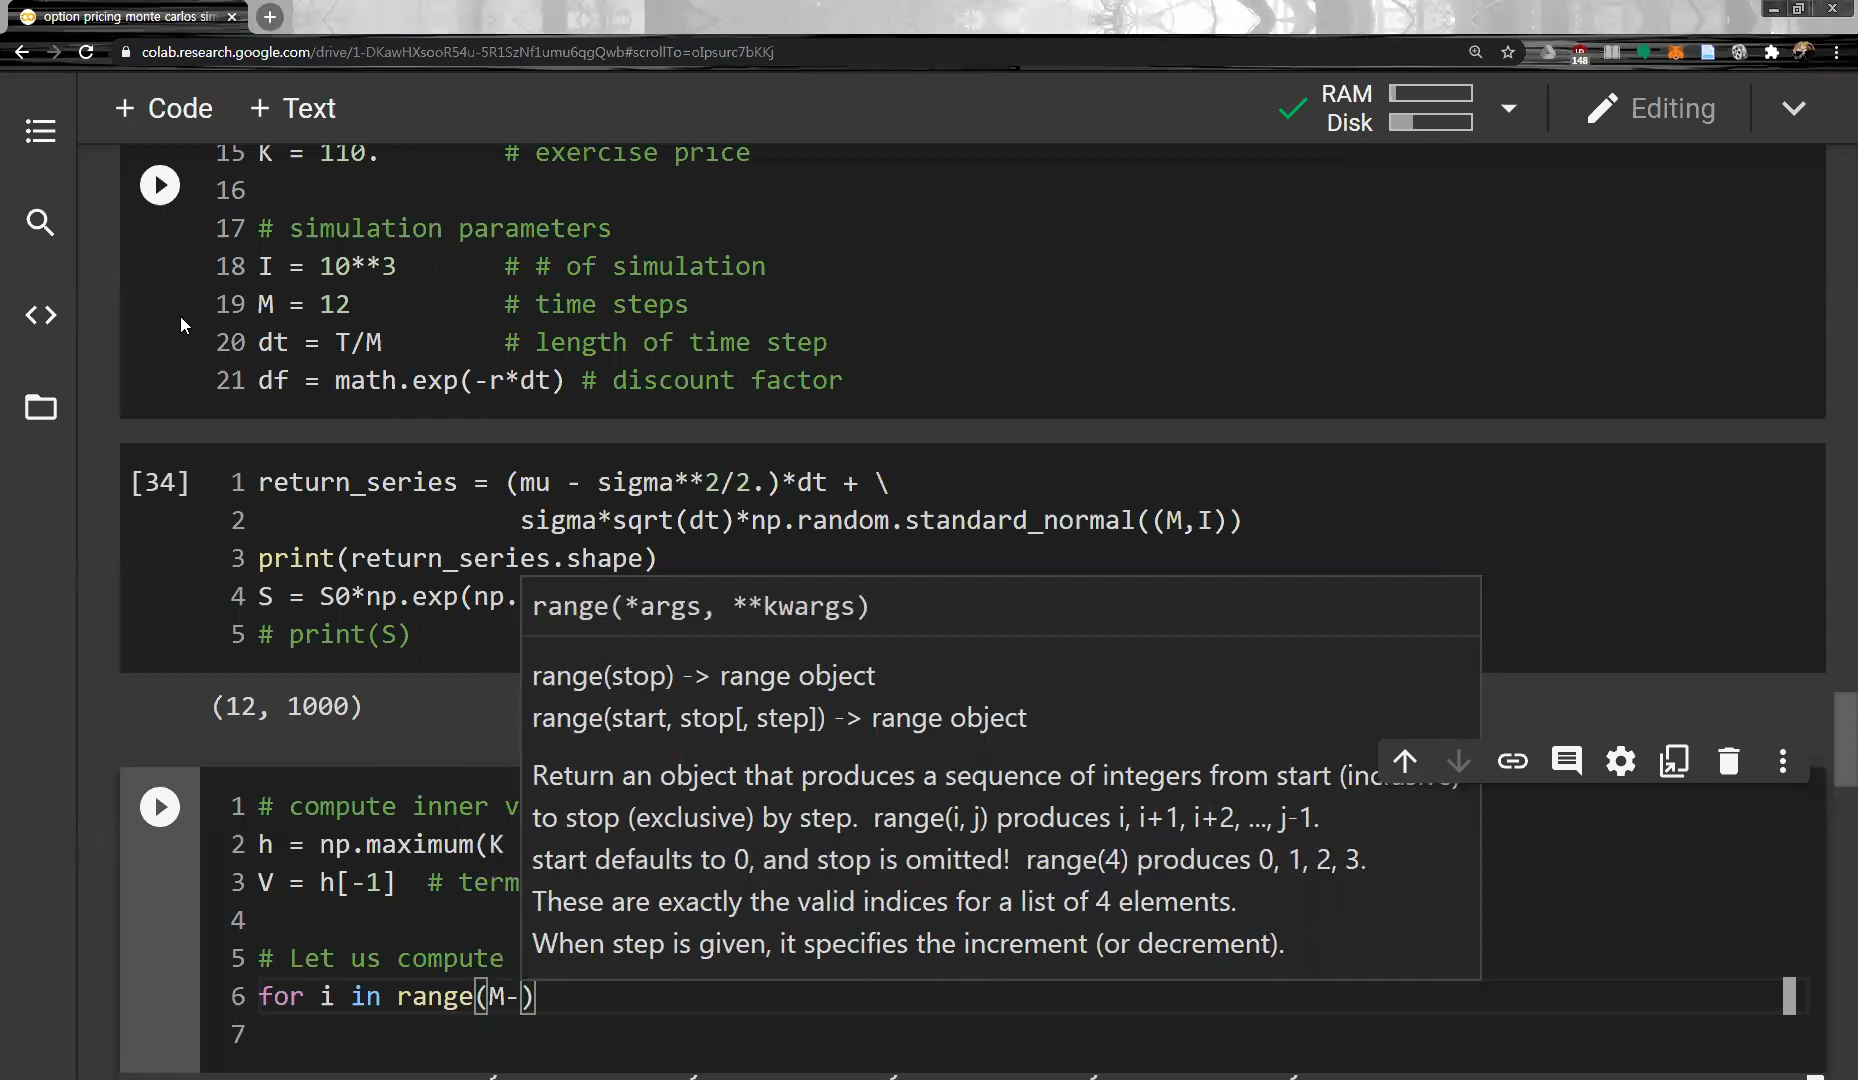 option pricing monte carlos sim
colab.research.google.com/drive/1-DKawHXsooR54u-5R1SzNf1umu6qgQwb#scrollTo=oIpsurc7bKKj
148
+ Code + Text
RAM
Disk
Editing
15 K = 110. # exercise price
16
17 # simulation parameters
18 I = 10**3 # # of simulation
19 M = 12 # time steps
20 dt = T/M # length of time step
21 df = math.exp(-r*dt) # discount factor
[34] 1 return_series = (mu - sigma**2/2.)*dt + \
2 sigma*sqrt(dt)*np.random.standard_normal((M,I))
3 print(return_series.shape)
4 S = S0*np.exp(np.
5 # print(S)
(12, 1000)
range(*args, **kwargs)
range(stop) -> range object
range(start, stop[, step]) -> range object
Return an object that produces a sequence of integers from start (inclusive)
to stop (exclusive) by step. range(i, j) produces i, i+1, i+2, ..., j-1.
start defaults to 0, and stop is omitted! range(4) produces 0, 1, 2, 3.
These are exactly the valid indices for a list of 4 elements.
When step is given, it specifies the increment (or decrement).
1 # compute inner v
2 h = np.maximum(K
3 V = h[-1] # term
4
5 # Let us compute
6 for i in range(M-)
7